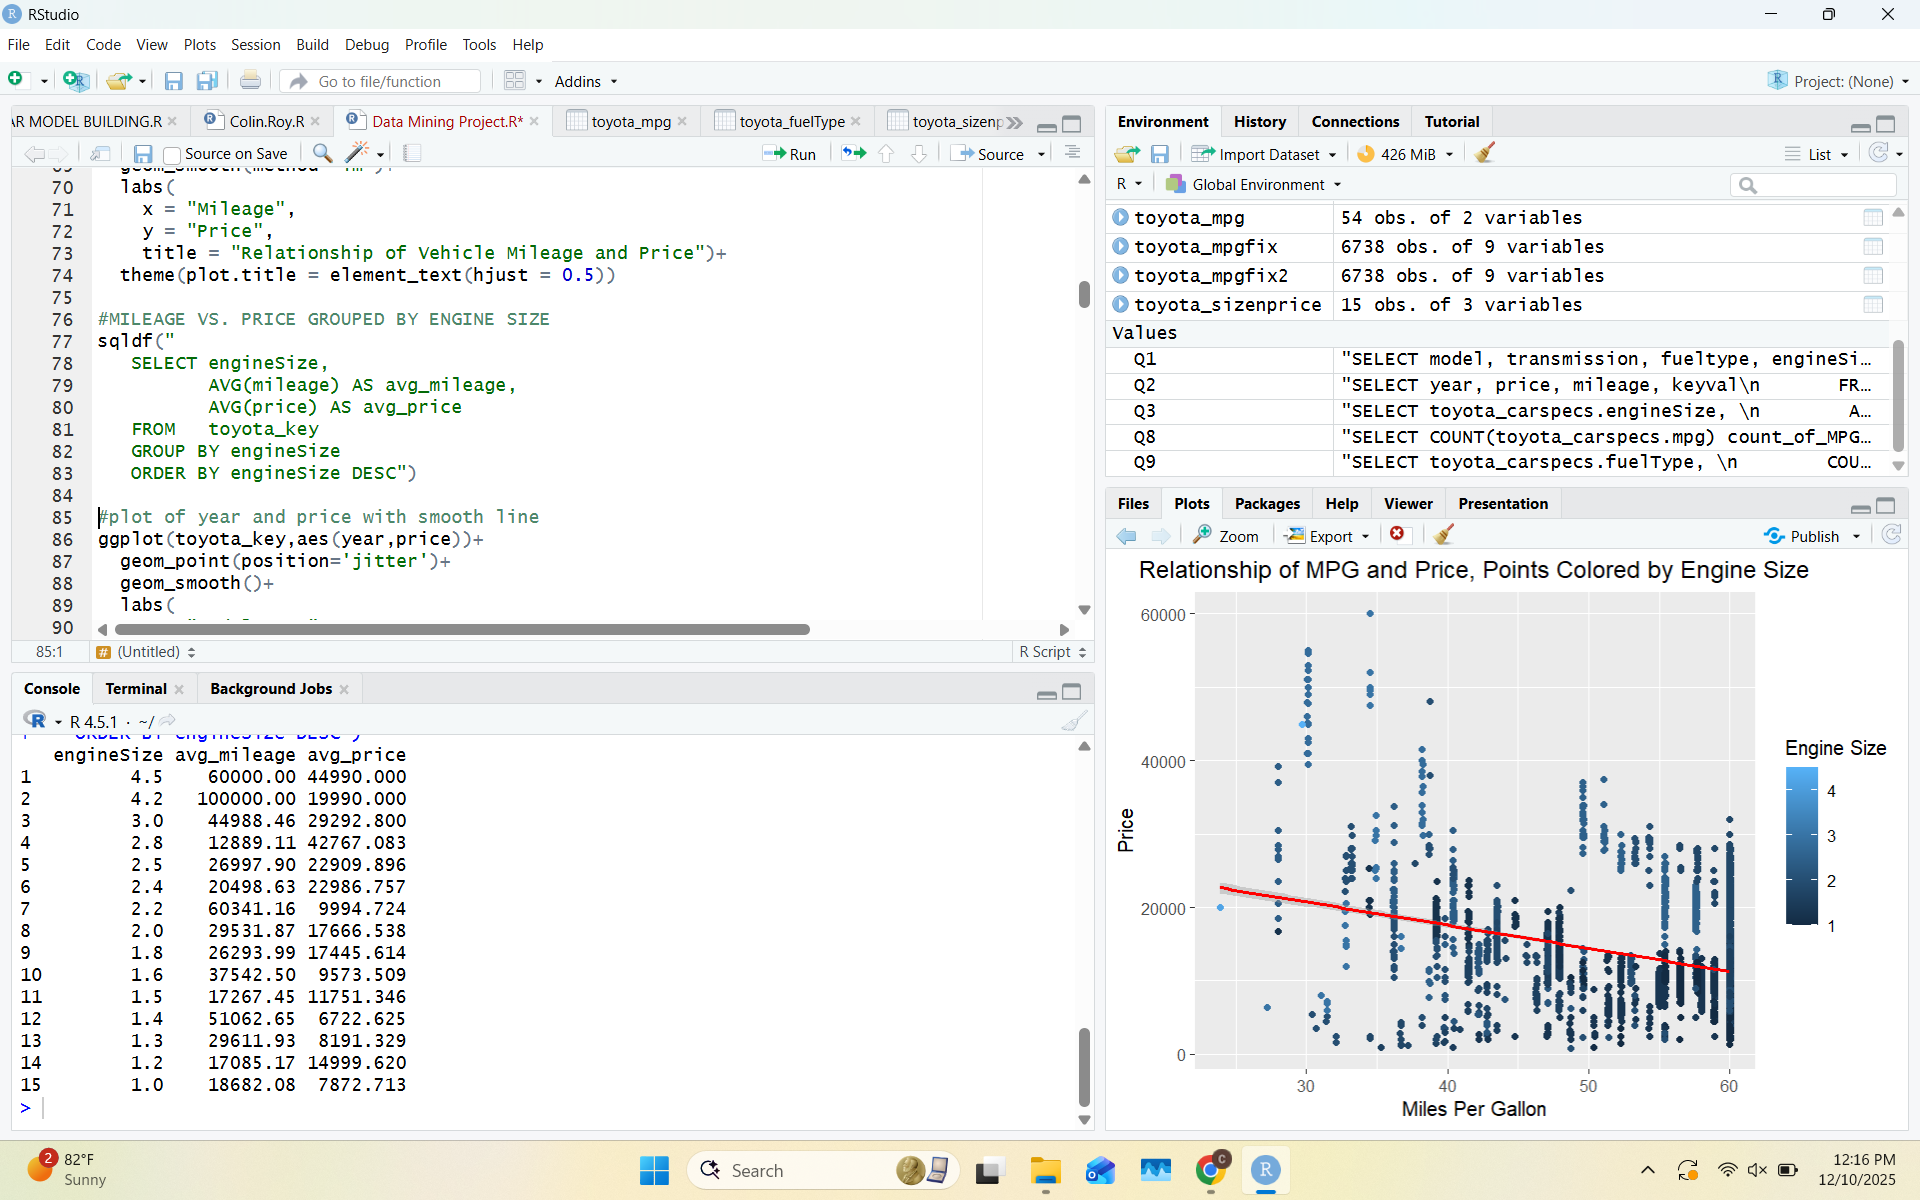 RStudio
File Edit Code View Plots Session Build Debug Profile Tools Help
Go to file/function Addins Project: (None)
AR MODEL BUILDING.R Colin.Roy.R Data Mining Project.R* toyota_mpg toyota_fuelType toyota_sizenp
Source on Save Run Source
70 labs(
71 x = "Mileage",
72 y = "Price",
73 title = "Relationship of Vehicle Mileage and Price")+
74 theme(plot.title = element_text(hjust = 0.5))
75
76 #MILEAGE VS. PRICE GROUPED BY ENGINE SIZE
77 sqldf("
78 SELECT engineSize,
79 AVG(mileage) AS avg_mileage,
80 AVG(price) AS avg_price
81 FROM toyota_key
82 GROUP BY engineSize
83 ORDER BY engineSize DESC")
84
85 #plot of year and price with smooth line
86 ggplot(toyota_key,aes(year,price))+
87 geom_point(position='jitter')+
88 geom_smooth()+
89 labs(
90
85:1 # (Untitled) R Script
Console Terminal Background Jobs
R R 4.5.1 · ~/
engineSize avg_mileage avg_price
1 4.5 60000.00 44990.000
2 4.2 100000.00 19990.000
3 3.0 44988.46 29292.800
4 2.8 12889.11 42767.083
5 2.5 26997.90 22909.896
6 2.4 20498.63 22986.757
7 2.2 60341.16 9994.724
8 2.0 29531.87 17666.538
9 1.8 26293.99 17445.614
10 1.6 37542.50 9573.509
11 1.5 17267.45 11751.346
12 1.4 51062.65 6722.625
13 1.3 29611.93 8191.329
14 1.2 17085.17 14999.620
15 1.0 18682.08 7872.713
>
Environment History Connections Tutorial
Import Dataset 426 MiB List
R Global Environment
toyota_mpg 54 obs. of 2 variables
toyota_mpgfix 6738 obs. of 9 variables
toyota_mpgfix2 6738 obs. of 9 variables
toyota_sizenprice 15 obs. of 3 variables
Values
Q1 "SELECT model, transmission, fueltype, engineSi…
Q2 "SELECT year, price, mileage, keyval\n FR…
Q3 "SELECT toyota_carspecs.engineSize, \n A…
Q8 "SELECT COUNT(toyota_carspecs.mpg) count_of_MPG…
Q9 "SELECT toyota_carspecs.fuelType, \n COU…
Files Plots Packages Help Viewer Presentation
Zoom Export Publish
Relationship of MPG and Price, Points Colored by Engine Size
60000
40000
20000
0
Price
30 40 50 60
Miles Per Gallon
Engine Size
4
3
2
1
2 82°F
Sunny
Search
C
R
12:16 PM
12/10/2025